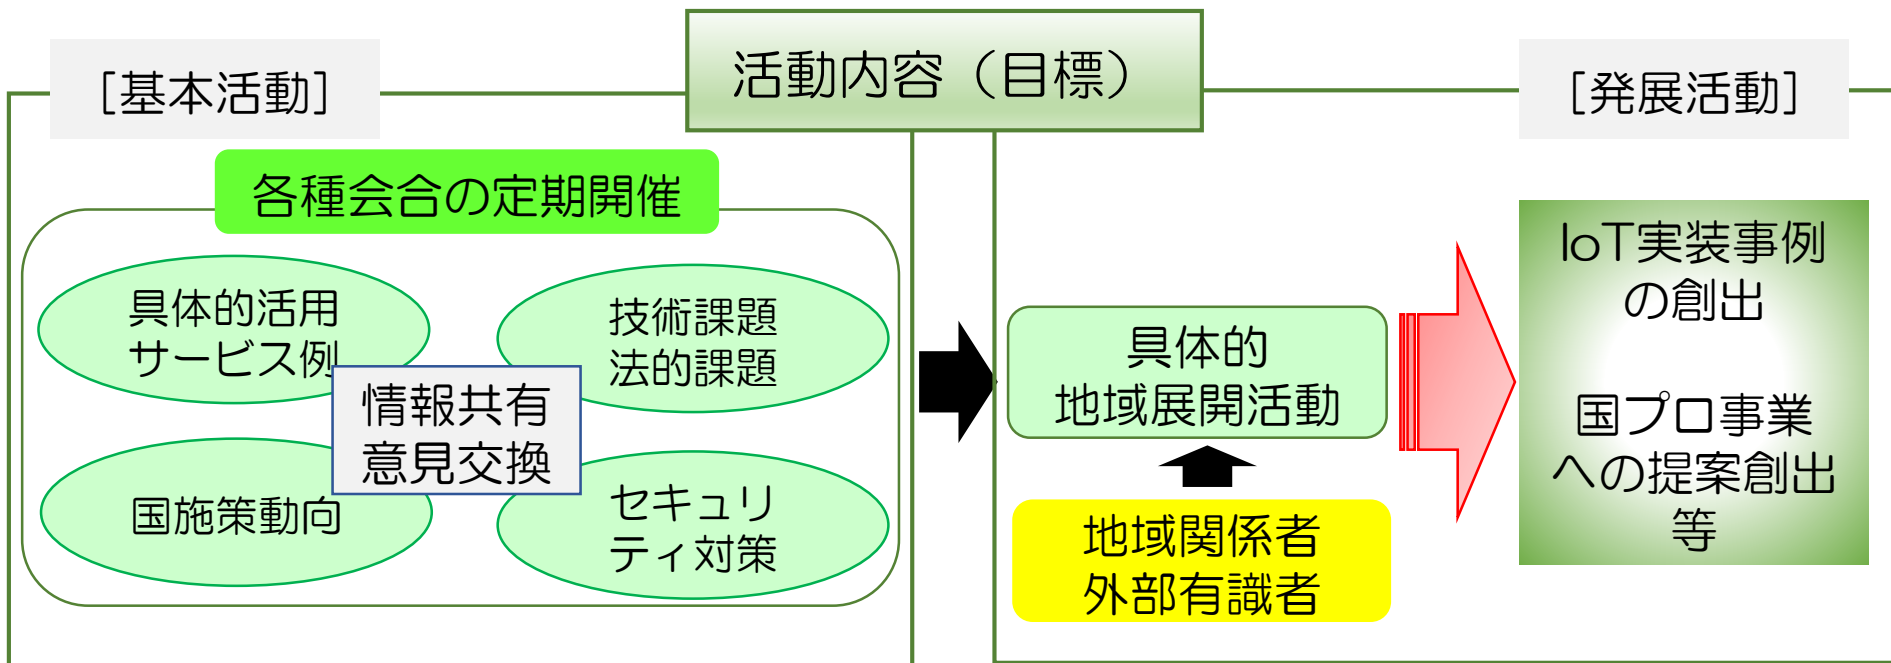 活動内容（目標）
［基本活動］
各種会合の定期開催
具体的活用
サービス例
技術課題
法的課題
情報共有
意見交換
国施策動向
セキュリ
ティ対策
［発展活動］
具体的
地域展開活動
地域関係者
外部有識者
IoT実装事例
の創出
国プロ事業
への提案創出
等